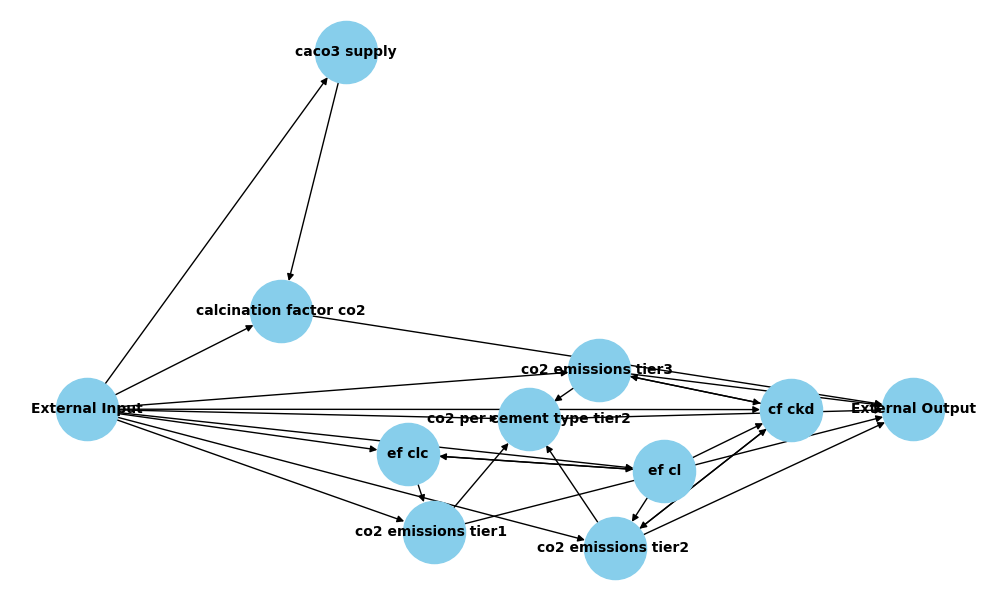 caco3 supply
calcination factor co2
co2 emissions tier3
External Input
co2 per cement type tier2
cf ckd
External Output
ef clc
ef cl
co2 emissions tier1
co2 emissions tier2